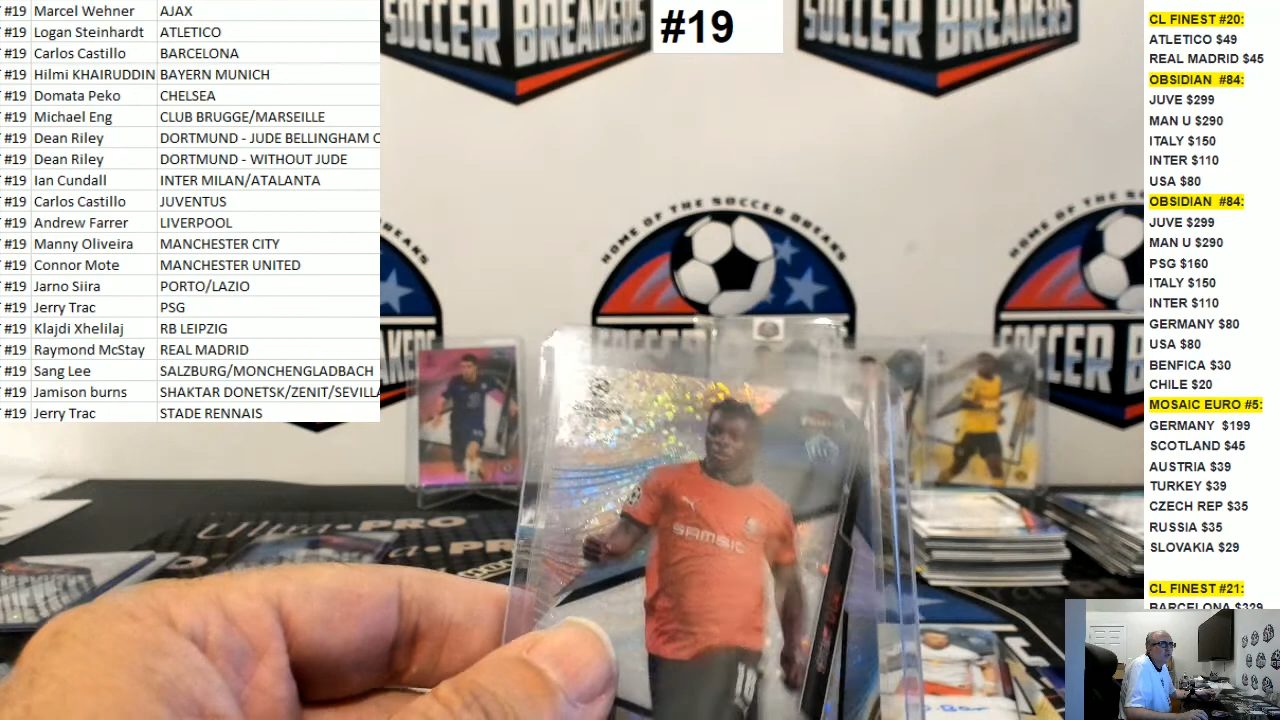 #19 Marcel Wehner AJAX
#19 Logan Steinhardt ATLETICO
#19 Carlos Castillo BARCELONA
#19 Hilmi KHAIRUDDIN BAYERN MUNICH
#19 Domata Peko CHELSEA
#19 Michael Eng CLUB BRUGGE/MARSEILLE
#19 Dean Riley DORTMUND - JUDE BELLINGHAM
#19 Dean Riley DORTMUND - WITHOUT JUDE
#19 Ian Cundall INTER MILAN/ATALANTA
#19 Carlos Castillo JUVENTUS
#19 Andrew Farrer LIVERPOOL
#19 Manny Oliveira MANCHESTER CITY
#19 Connor Mote MANCHESTER UNITED
#19 Jarno Siira PORTO/LAZIO
#19 Jerry Trac PSG
#19 Klajdi Xhelilaj RB LEIPZIG
#19 Raymond McStay REAL MADRID
#19 Sang Lee SALZBURG/MONCHENGLADBACH
#19 Jamison burns SHAKTAR DONETSK/ZENIT/SEVILLA
#19 Jerry Trac STADE RENNAIS
SOCCER BREAKERS
#19
SOCCER BREAKERS
HOME OF THE SOCCER BREAKS
SOCCER
Ultra•PRO
SAMSIC
18
CL FINEST #20:
ATLETICO $49
REAL MADRID $45
OBSIDIAN #84:
JUVE $299
MAN U $290
ITALY $150
INTER $110
USA $80
OBSIDIAN #84:
JUVE $299
MAN U $290
PSG $160
ITALY $150
INTER $110
GERMANY $80
USA $80
BENFICA $30
CHILE $20
MOSAIC EURO #5:
GERMANY $199
SCOTLAND $45
AUSTRIA $39
TURKEY $39
CZECH REP $35
RUSSIA $35
SLOVAKIA $29
CL FINEST #21:
BARCELONA $329